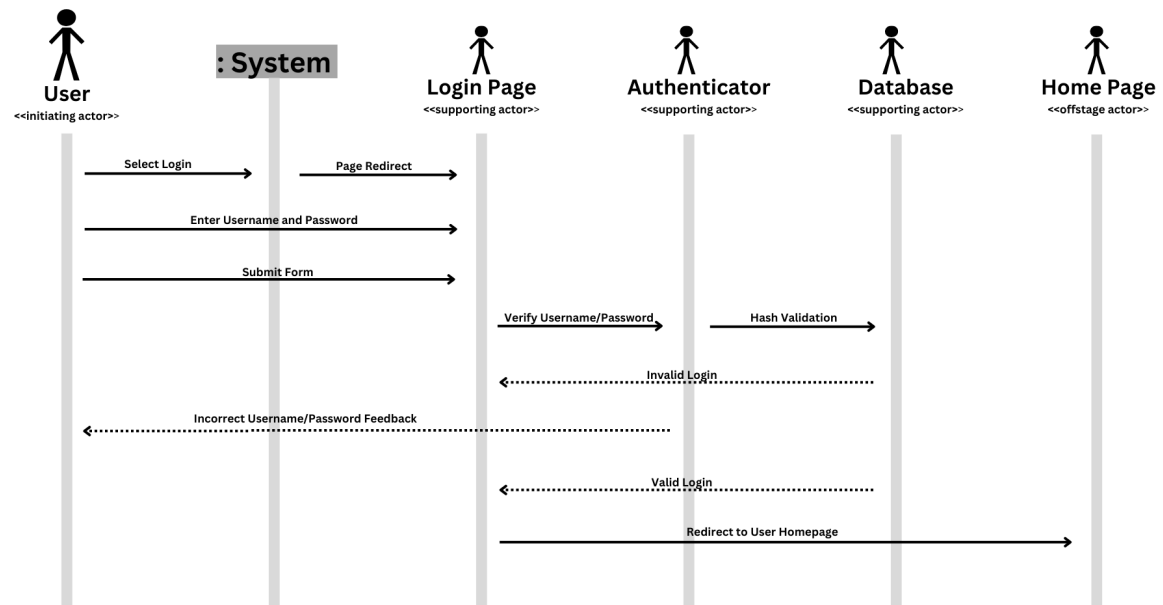 : System
User
<<initiating actor>>
Login Page
<<supporting actor>>
Authenticator
<<supporting actor>>
Database
<<supporting actor>>
Home Page
<<offstage actor>>
Select Login
Page Redirect
Enter Username and Password
Submit Form
Verify Username/Password
Hash Validation
Invalid Login
Incorrect Username/Password Feedback
Valid Login
Redirect to User Homepage